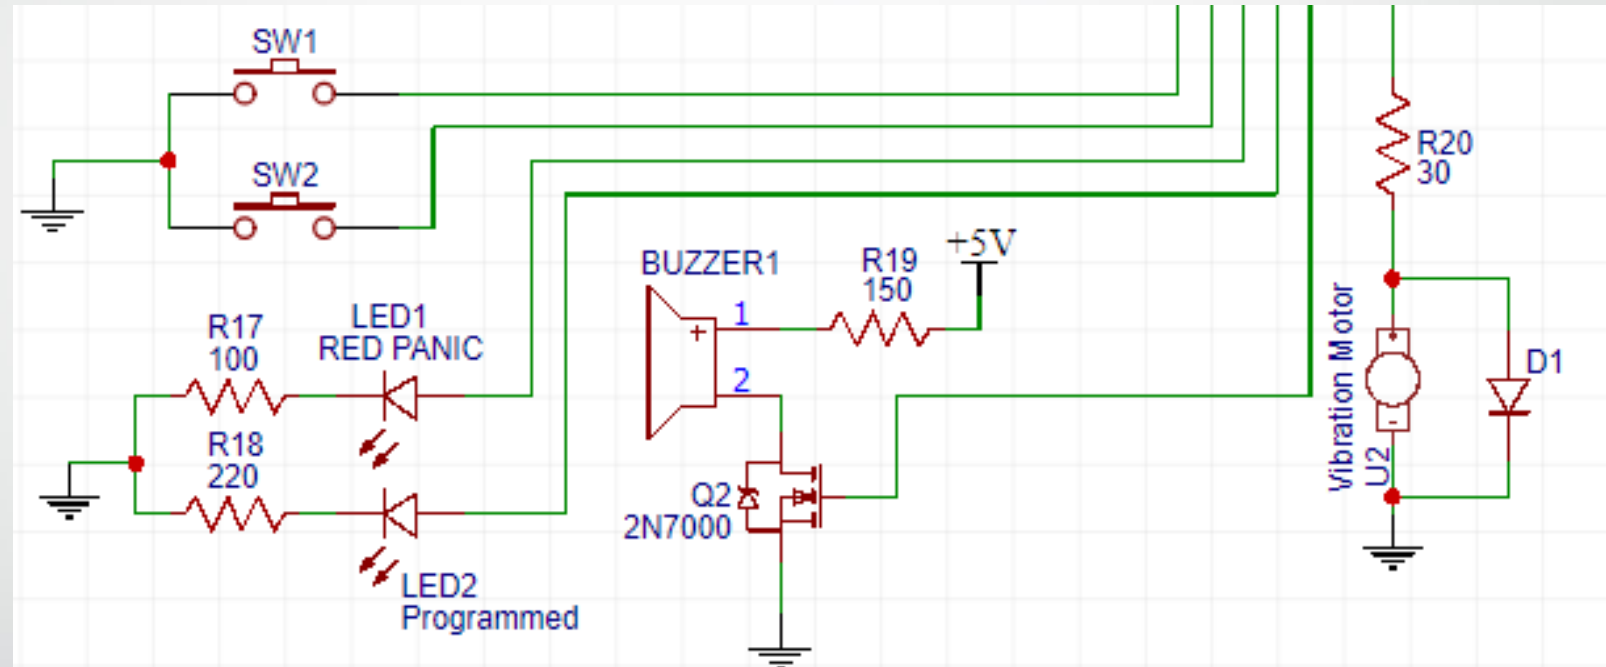 SW1
SW2
BUZZER1
1
2
R19
150
+5V
R20
30
R17
100
LED1
RED PANIC
R18
220
LED2
Programmed
Q2
2N7000
+
Vibration Motor
U2
+
-
D1